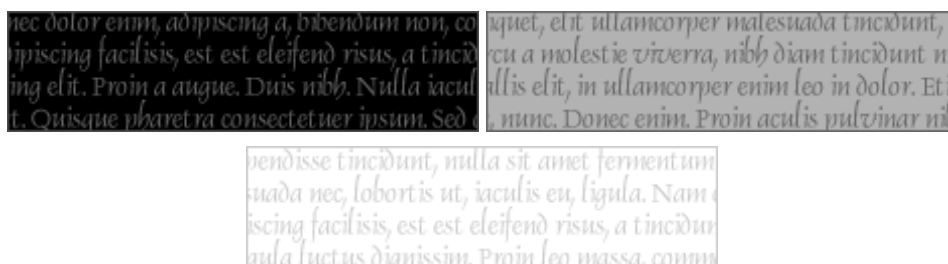 nec dolor enim, adipiscing a, bibendum non, co
ipiscing facilisis, est est eleifend risus, a tincid
ing elit. Proin a augue. Duis nibh. Nulla iacul
t. Quisque pharetra consectetuer ipsum. Sed
iquet, elit ullamcorper malesuada tincidunt,
rcu a molestie viverra, nibh diam tincidunt n
llis elit, in ullamcorper enim leo in dolor. Et
, nunc. Donec enim. Proin aculis pulvinar ni
pendisse tincidunt, nulla sit amet fermentum
suada nec, lobortis ut, iaculis eu, ligula. Nam
iscing facilisis, est est eleifend risus, a tincidun
gula luctus dignissim. Proin leo massa, comm